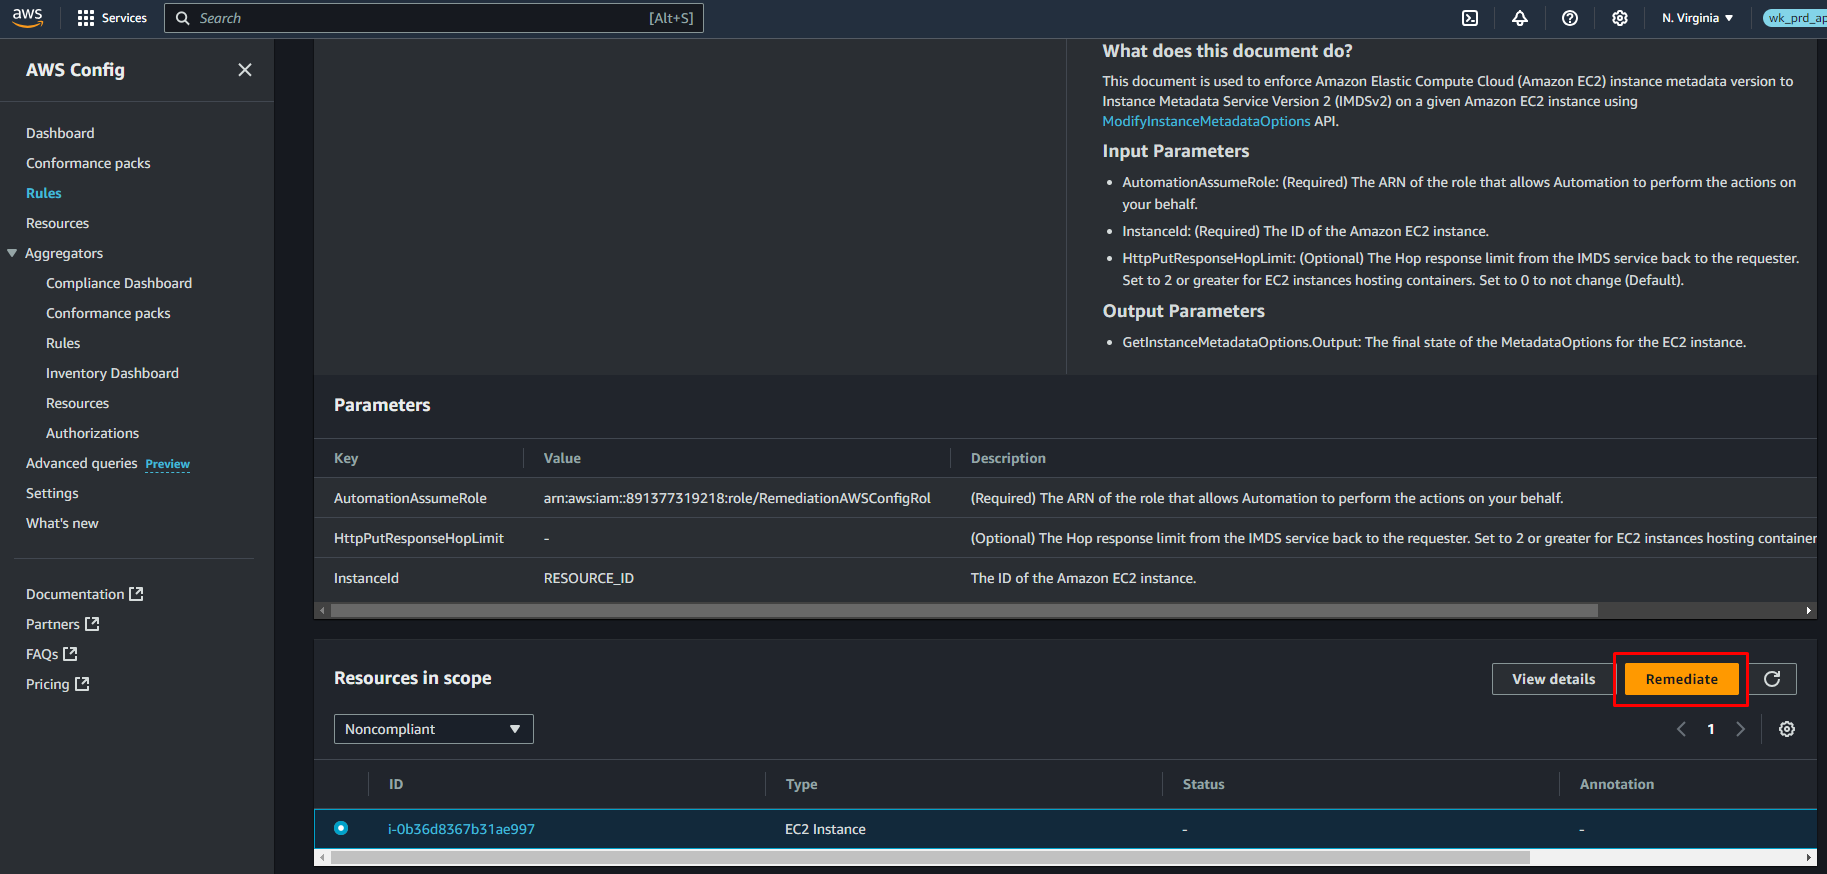 aws
Services
Search
[Alt+S]
N. Virginia
wk_prd_ap
AWS Config
Dashboard
Conformance packs
Rules
Resources
Aggregators
Compliance Dashboard
Conformance packs
Rules
Inventory Dashboard
Resources
Authorizations
Advanced queries Preview
Settings
What's new
Documentation
Partners
FAQs
Pricing
What does this document do?
This document is used to enforce Amazon Elastic Compute Cloud (Amazon EC2) instance metadata version to
Instance Metadata Service Version 2 (IMDSv2) on a given Amazon EC2 instance using
ModifyInstanceMetadataOptions API.
Input Parameters
• AutomationAssumeRole: (Required) The ARN of the role that allows Automation to perform the actions on
your behalf.
• InstanceId: (Required) The ID of the Amazon EC2 instance.
• HttpPutResponseHopLimit: (Optional) The Hop response limit from the IMDS service back to the requester.
Set to 2 or greater for EC2 instances hosting containers. Set to 0 to not change (Default).
Output Parameters
• GetInstanceMetadataOptions.Output: The final state of the MetadataOptions for the EC2 instance.
Parameters
Key Value Description
AutomationAssumeRole arn:aws:iam::891377319218:role/RemediationAWSConfigRol (Required) The ARN of the role that allows Automation to perform the actions on your behalf.
HttpPutResponseHopLimit - (Optional) The Hop response limit from the IMDS service back to the requester. Set to 2 or greater for EC2 instances hosting container
InstanceId RESOURCE_ID The ID of the Amazon EC2 instance.
Resources in scope
View details
Remediate
Noncompliant
1
ID Type Status Annotation
i-0b36d8367b31ae997 EC2 Instance - -